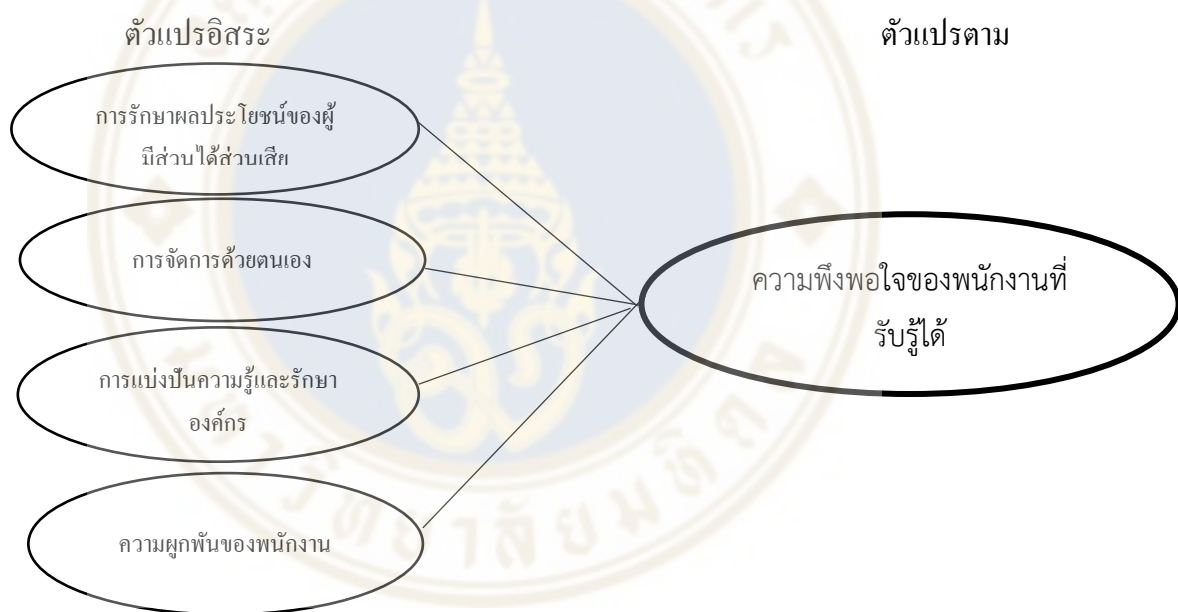 ตัวแปรอิสระ
ตัวแปรตาม
การรักษาผลประโยชน์ของผู้
มีส่วนได้ส่วนเสีย
การจัดการด้วยตนเอง
การแบ่งปันความรู้และรักษา
องค์กร
ความผูกพันของพนักงาน
ความพึงพอใจของพนักงานที่
รับรู้ได้